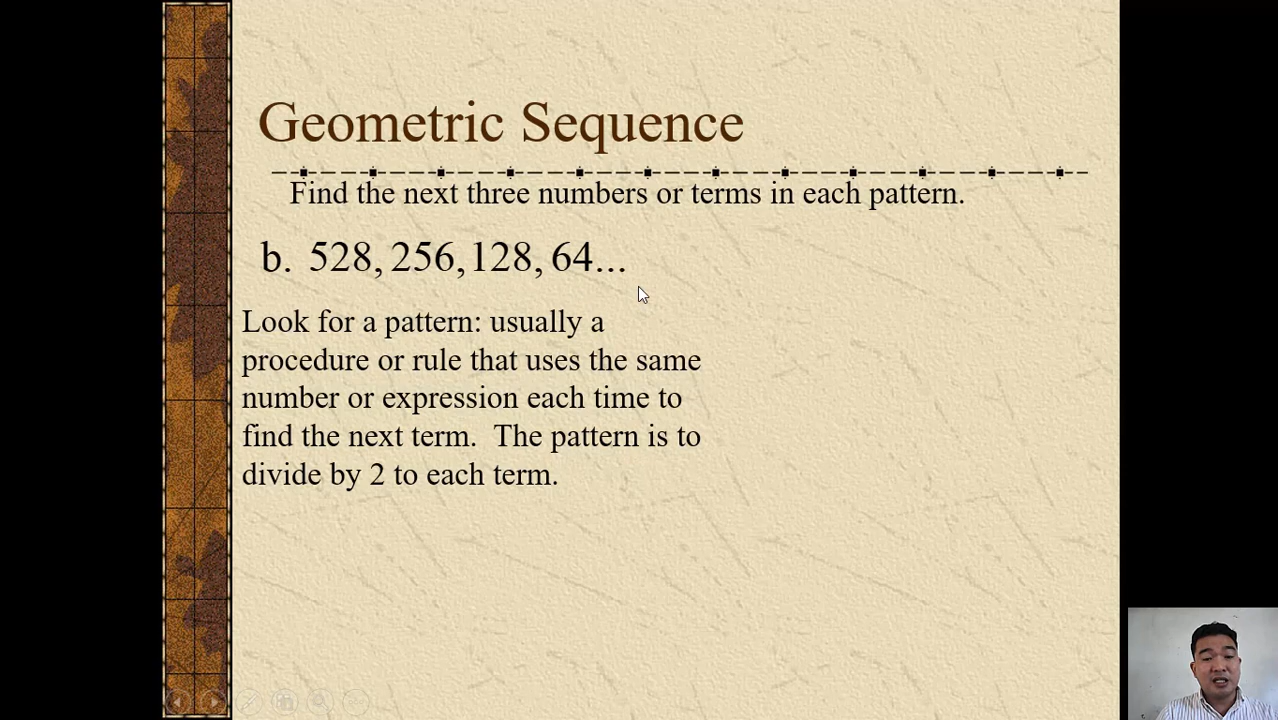 Geometric Sequence
Find the next three numbers or terms in each pattern.
b. 528, 256, 128, 64...
Look for a pattern: usually a
procedure or rule that uses the same
number or expression each time to
find the next term.  The pattern is to
divide by 2 to each term.